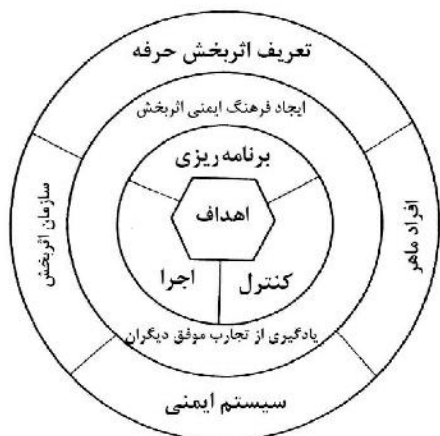 تعریف اثربخش حرفه
ایجاد فرهنگ ایمنی اثربخش
برنامه‌ریزی
اهداف
سازمان اثربخش
افراد ماهر
اجرا
کنترل
یادگیری از تجارب موفق دیگران
سیستم ایمنی